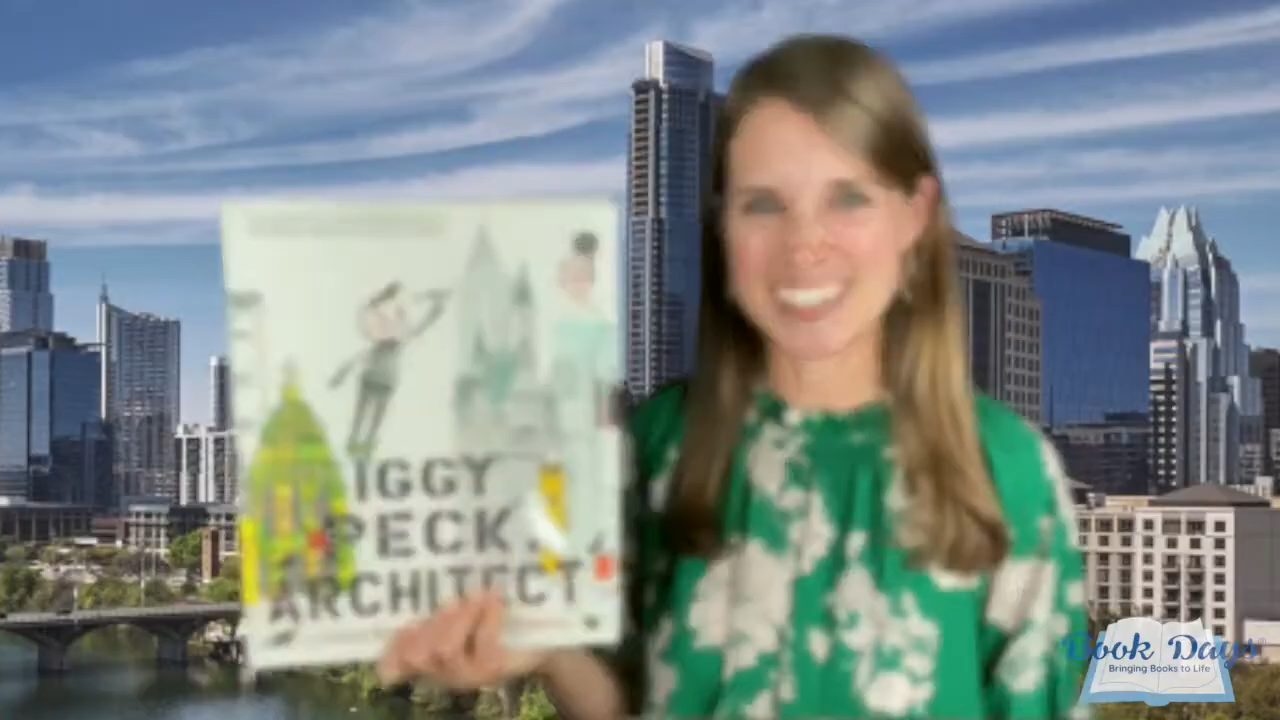 IGGY
PECK,
ARCHITECT
Book Days
Bringing Books to Life